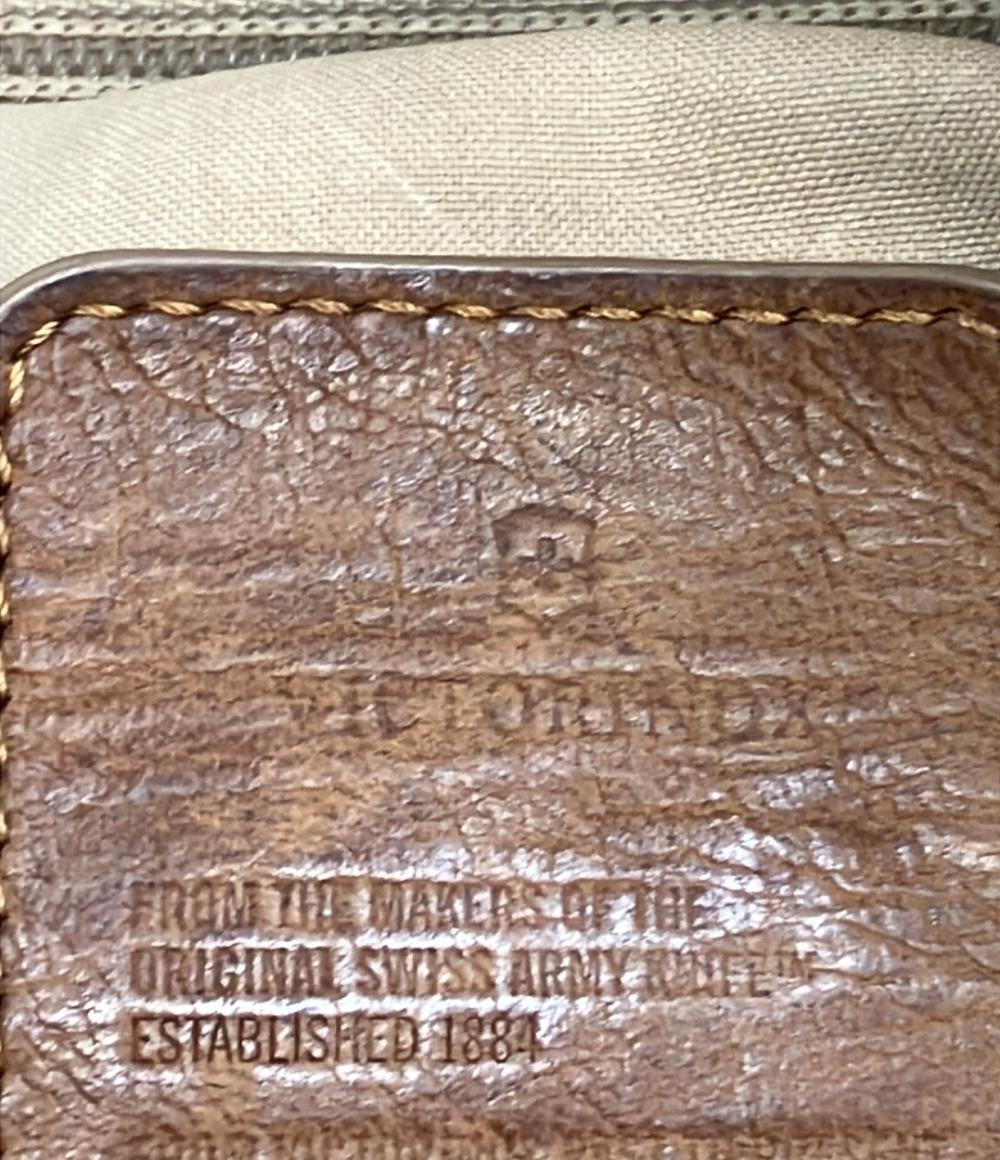 VICTORINOX
FROM THE MAKERS OF THE
ORIGINAL SWISS ARMY KNIFE™
ESTABLISHED 1884